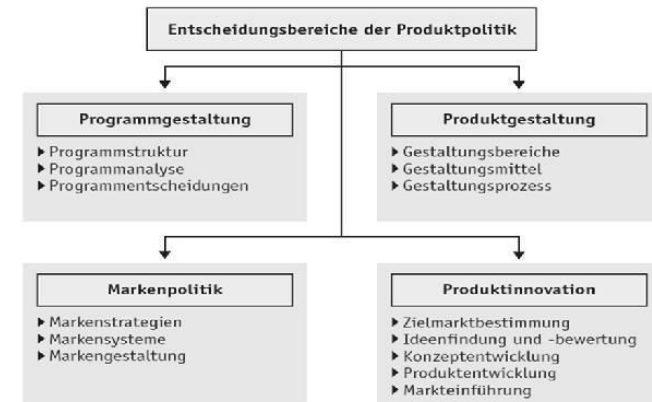 Entscheidungsbereiche der Produktpolitik
Programmgestaltung
Programmstruktur
Programmanalyse
Programmentscheidungen
Produktgestaltung
Gestaltungsbereiche
Gestaltungsmittel
Gestaltungsprozess
Markenpolitik
Markenstrategien
Markensysteme
Markengestaltung
Produktinnovation
Zielmarktbestimmung
Ideenfindung und -bewertung
Konzeptentwicklung
Produktentwicklung
Markteinführung